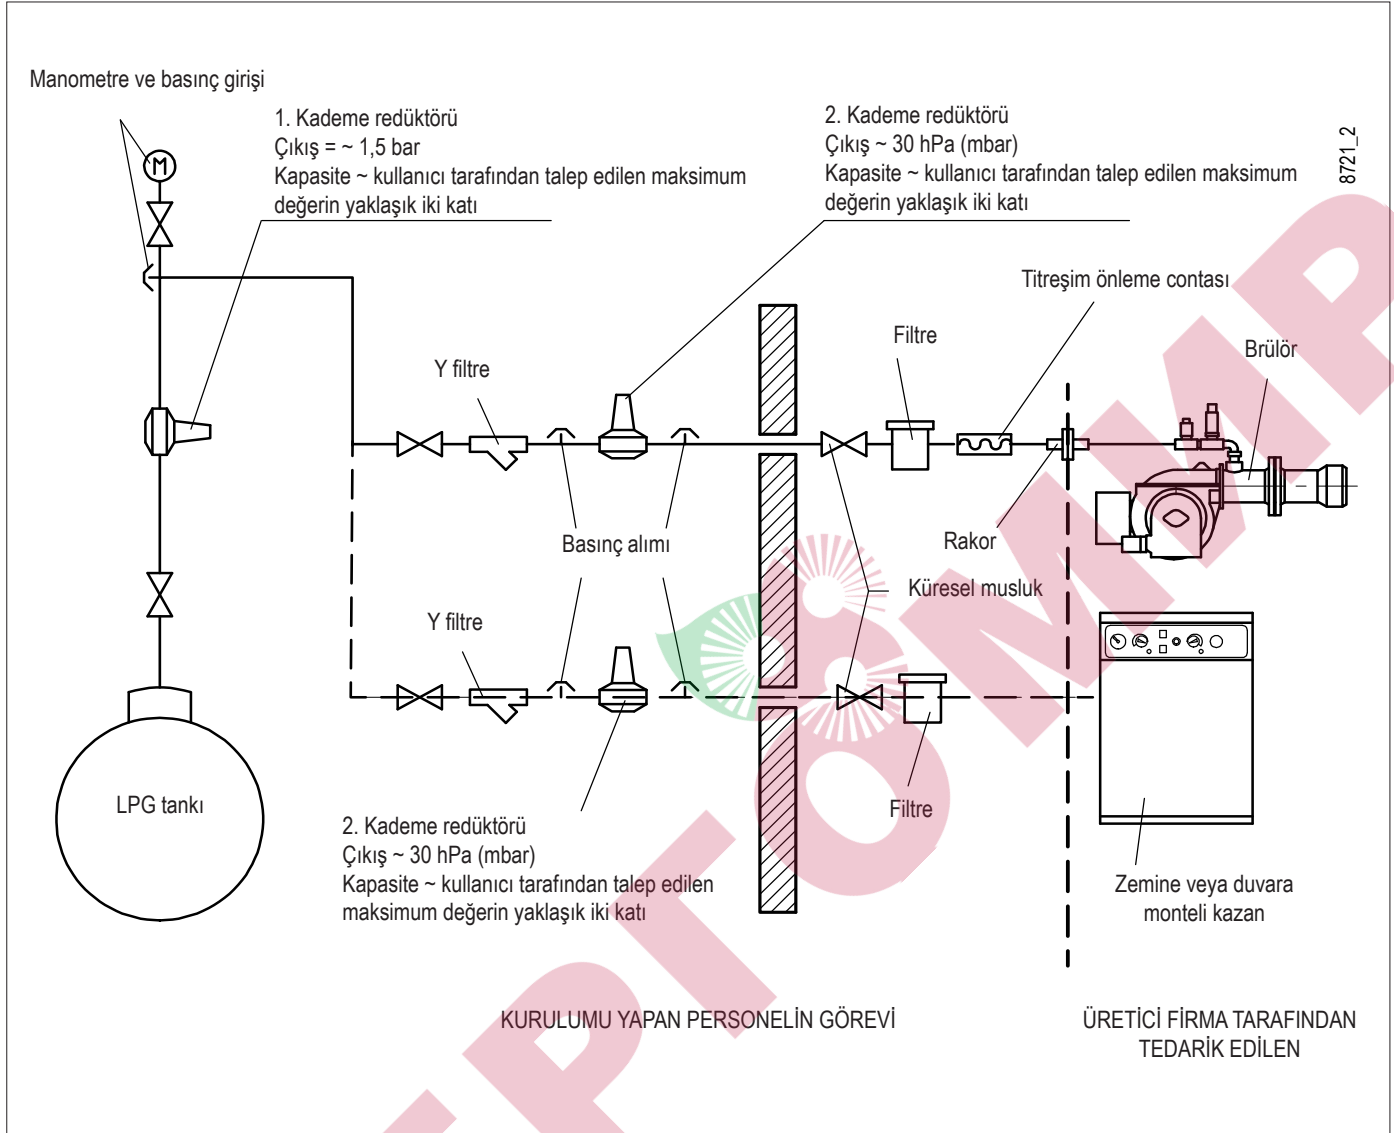 Manometre ve basınç girişi
1. Kademe redüktörü
Çıkış = ~ 1,5 bar
Kapasite ~ kullanıcı tarafından talep edilen maksimum
değerin yaklaşık iki katı
2. Kademe redüktörü
Çıkış ~ 30 hPa (mbar)
Kapasite ~ kullanıcı tarafından talep edilen maksimum
değerin yaklaşık iki katı
8721_2
M
Titreşim önleme contası
Filtre
Brülör
Y filtre
Basınç alımı
Rakor
Küresel musluk
Y filtre
LPG tankı
Filtre
2. Kademe redüktörü
Çıkış ~ 30 hPa (mbar)
Kapasite ~ kullanıcı tarafından talep edilen
maksimum değerin yaklaşık iki katı
Zemine veya duvara
monteli kazan
KURULUMU YAPAN PERSONELİN GÖREVİ
ÜRETİCİ FİRMA TARAFINDAN
TEDARİK EDİLEN
РГОМИР